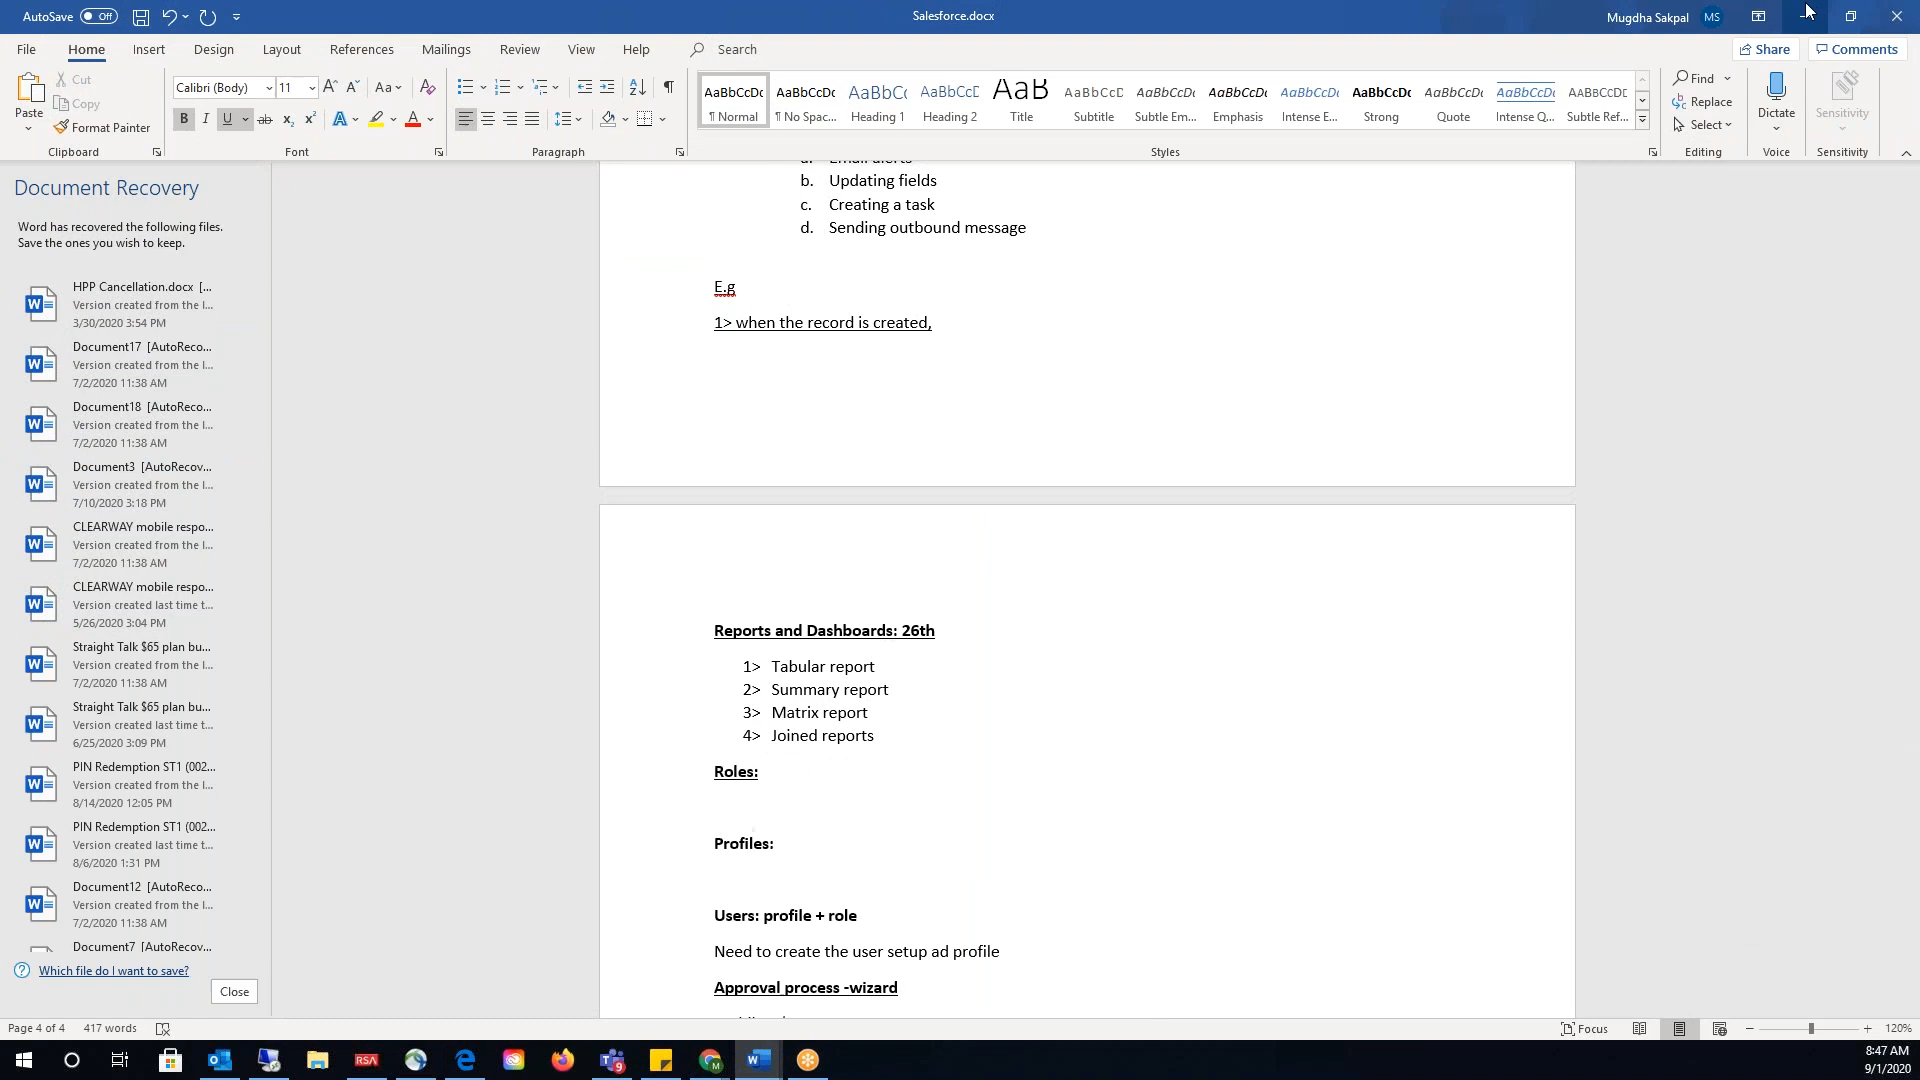 AutoSave Off
Salesforce.docx
Mugdha Sakpal MS
File Home Insert Design Layout References Mailings Review View Help Search
Share Comments
Paste
Cut
Copy
Format Painter
Clipboard
Calibri (Body) 11
Font
Paragraph
AaBbCcDc AaBbCcDc AaBbC AaBbCcD AaB AaBbCcD AaBbCcDc AaBbCcDc AaBbCcDc AaBbCcDc AaBbCcDc AaBbCcDc AABBCCDE
¶ Normal ¶ No Spac... Heading 1 Heading 2 Title Subtitle Subtle Em... Emphasis Intense E... Strong Quote Intense Q... Subtle Ref...
Styles
Find
Replace
Select
Editing
Dictate
Voice
Sensitivity
Sensitivity
Document Recovery
Word has recovered the following files.
Save the ones you wish to keep.
HPP Cancellation.docx [...
Version created from the l...
3/30/2020 3:54 PM
Document17 [AutoReco...
Version created from the l...
7/2/2020 11:38 AM
Document18 [AutoReco...
Version created from the l...
7/2/2020 11:38 AM
Document3 [AutoRecov...
Version created from the l...
7/10/2020 3:18 PM
CLEARWAY mobile respo...
Version created from the l...
7/2/2020 11:38 AM
CLEARWAY mobile respo...
Version created last time t...
5/26/2020 3:04 PM
Straight Talk $65 plan bu...
Version created from the l...
7/2/2020 11:38 AM
Straight Talk $65 plan bu...
Version created last time t...
6/25/2020 3:09 PM
PIN Redemption ST1 (002...
Version created from the l...
8/14/2020 12:05 PM
PIN Redemption ST1 (002...
Version created last time t...
8/6/2020 1:31 PM
Document12 [AutoReco...
Version created from the l...
7/2/2020 11:38 AM
Document7 [AutoRecov...
Which file do I want to save?
Close
a. Email alerts
b. Updating fields
c. Creating a task
d. Sending outbound message
E.g
1> when the record is created,
Reports and Dashboards: 26th
1> Tabular report
2> Summary report
3> Matrix report
4> Joined reports
Roles:
Profiles:
Users: profile + role
Need to create the user setup ad profile
Approval process -wizard
Page 4 of 4 417 words
Focus
120%
RSA
9
8:47 AM
9/1/2020